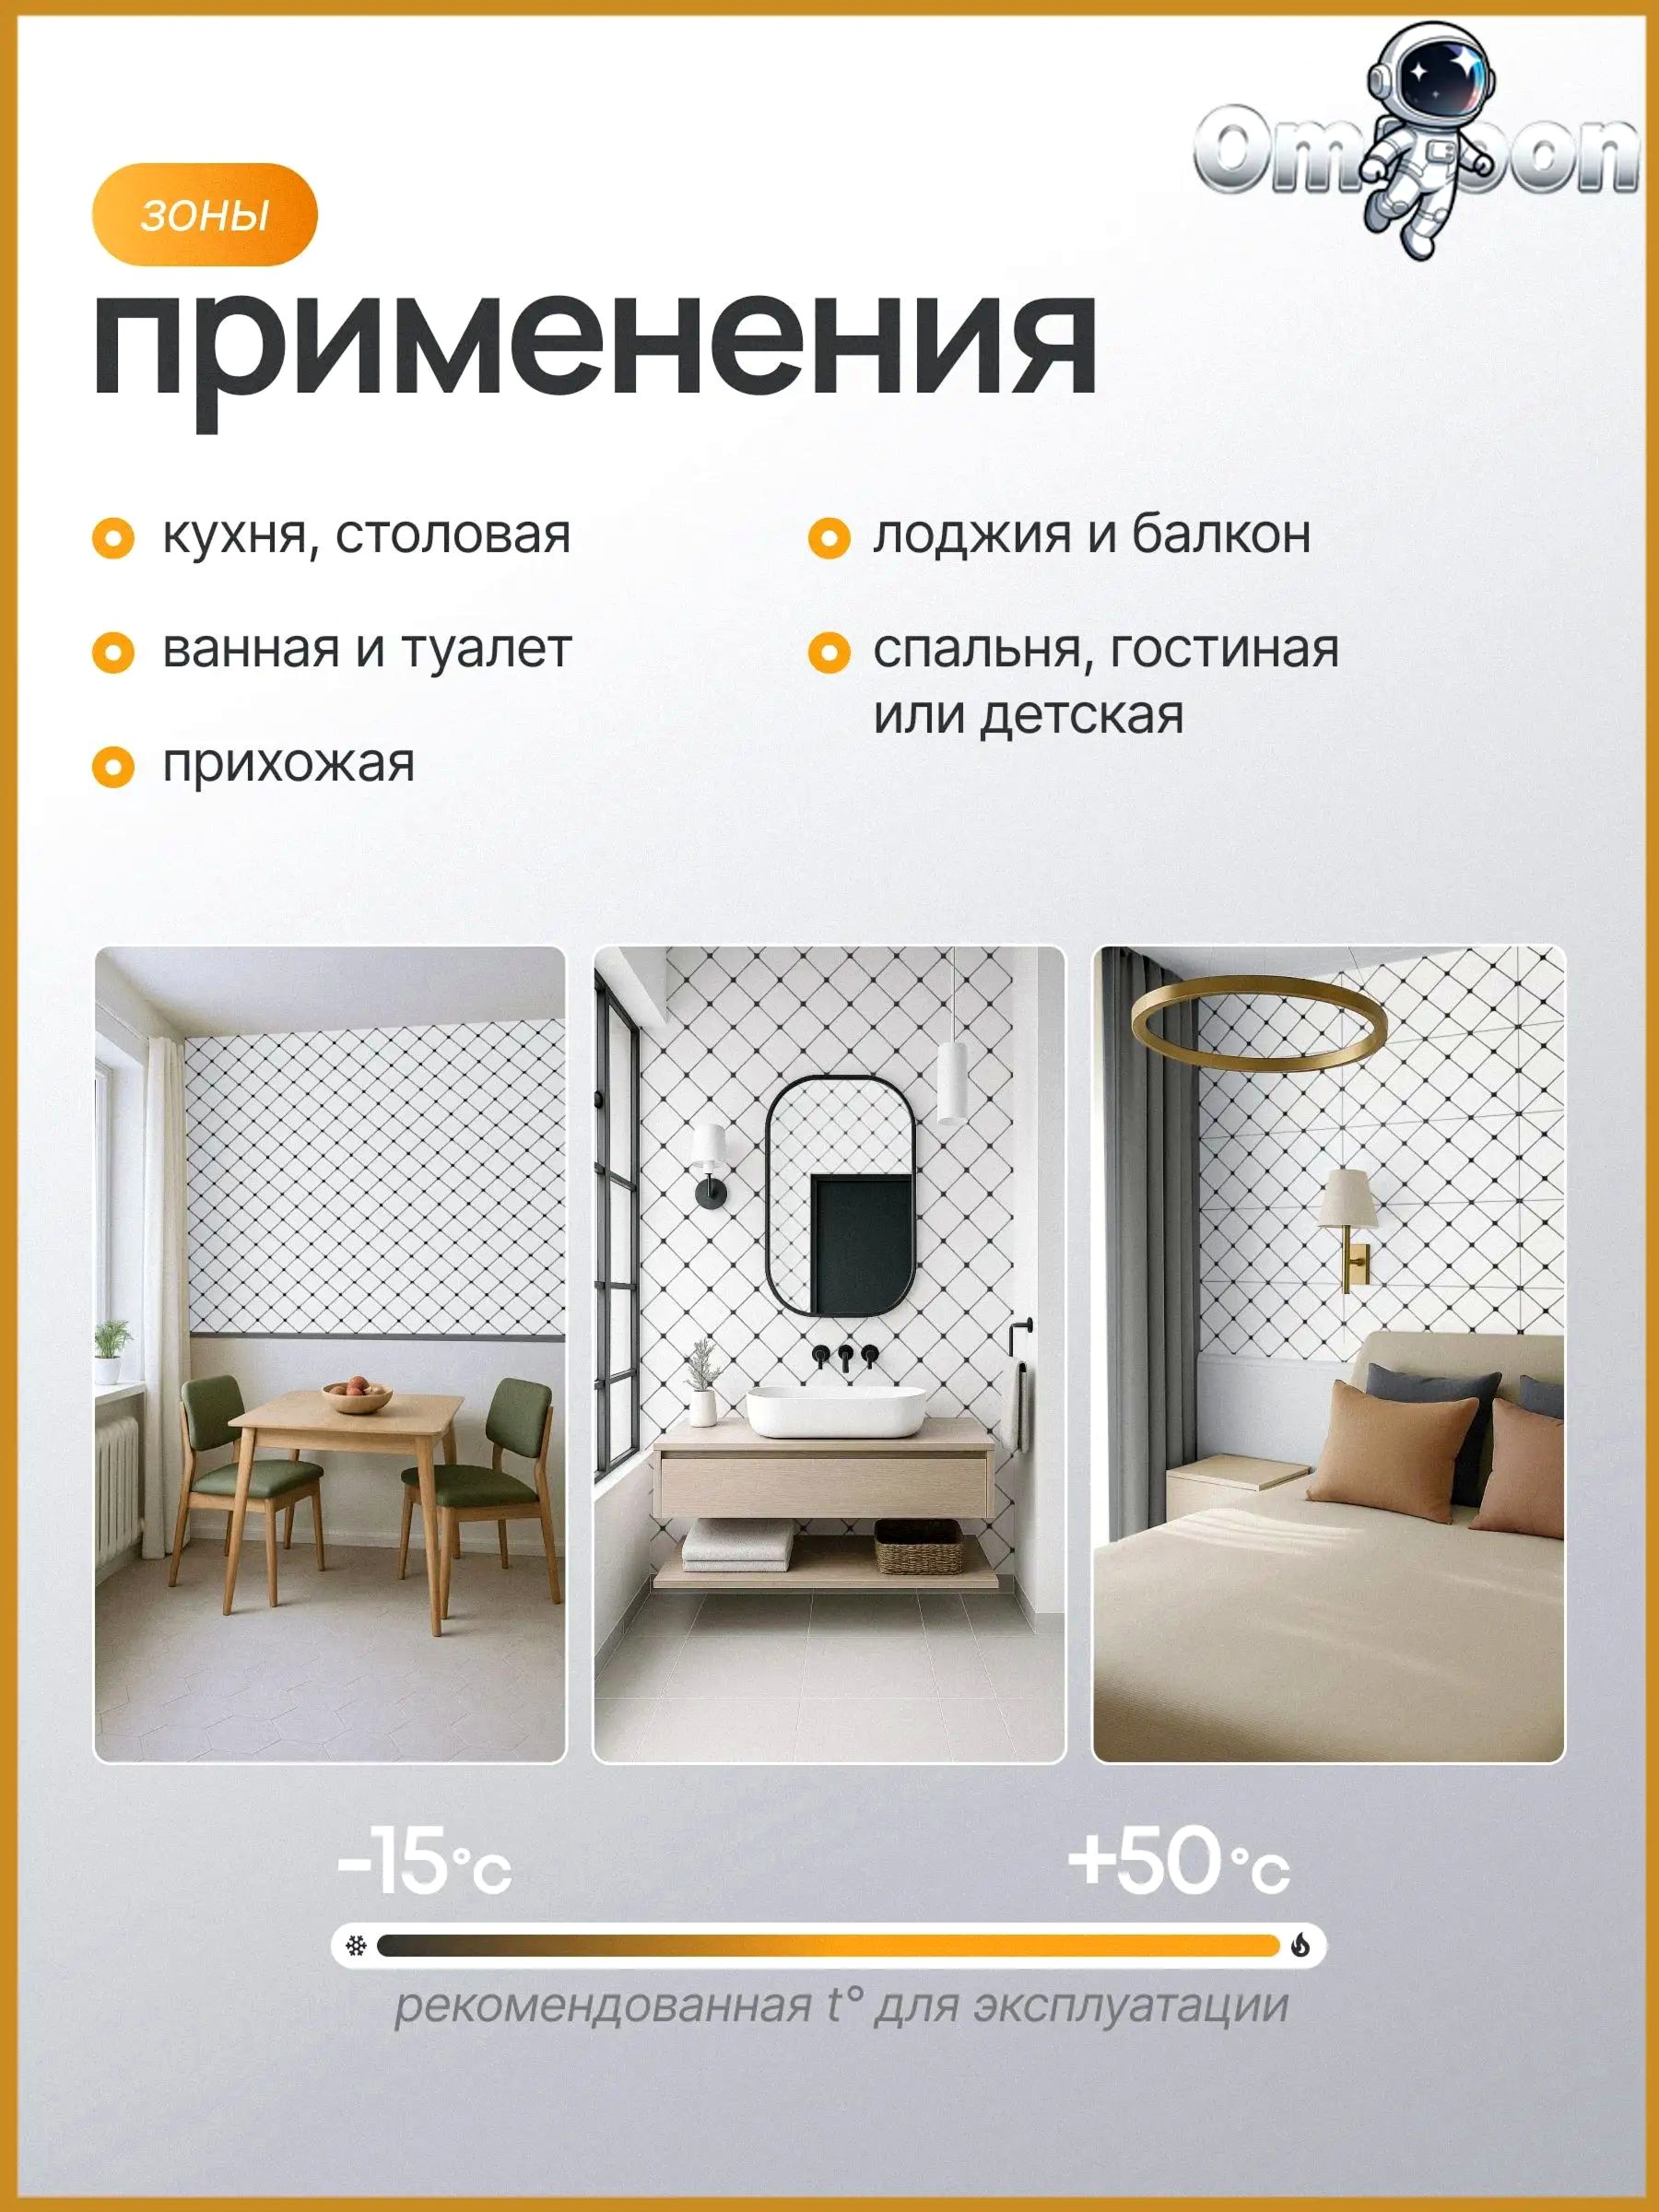 зоны
применения
кухня, столовая
ванная и туалет
прихожая
лоджия и балкон
спальня, гостиная
или детская
-15°c
+50°c
рекомендованная t° для эксплуатации